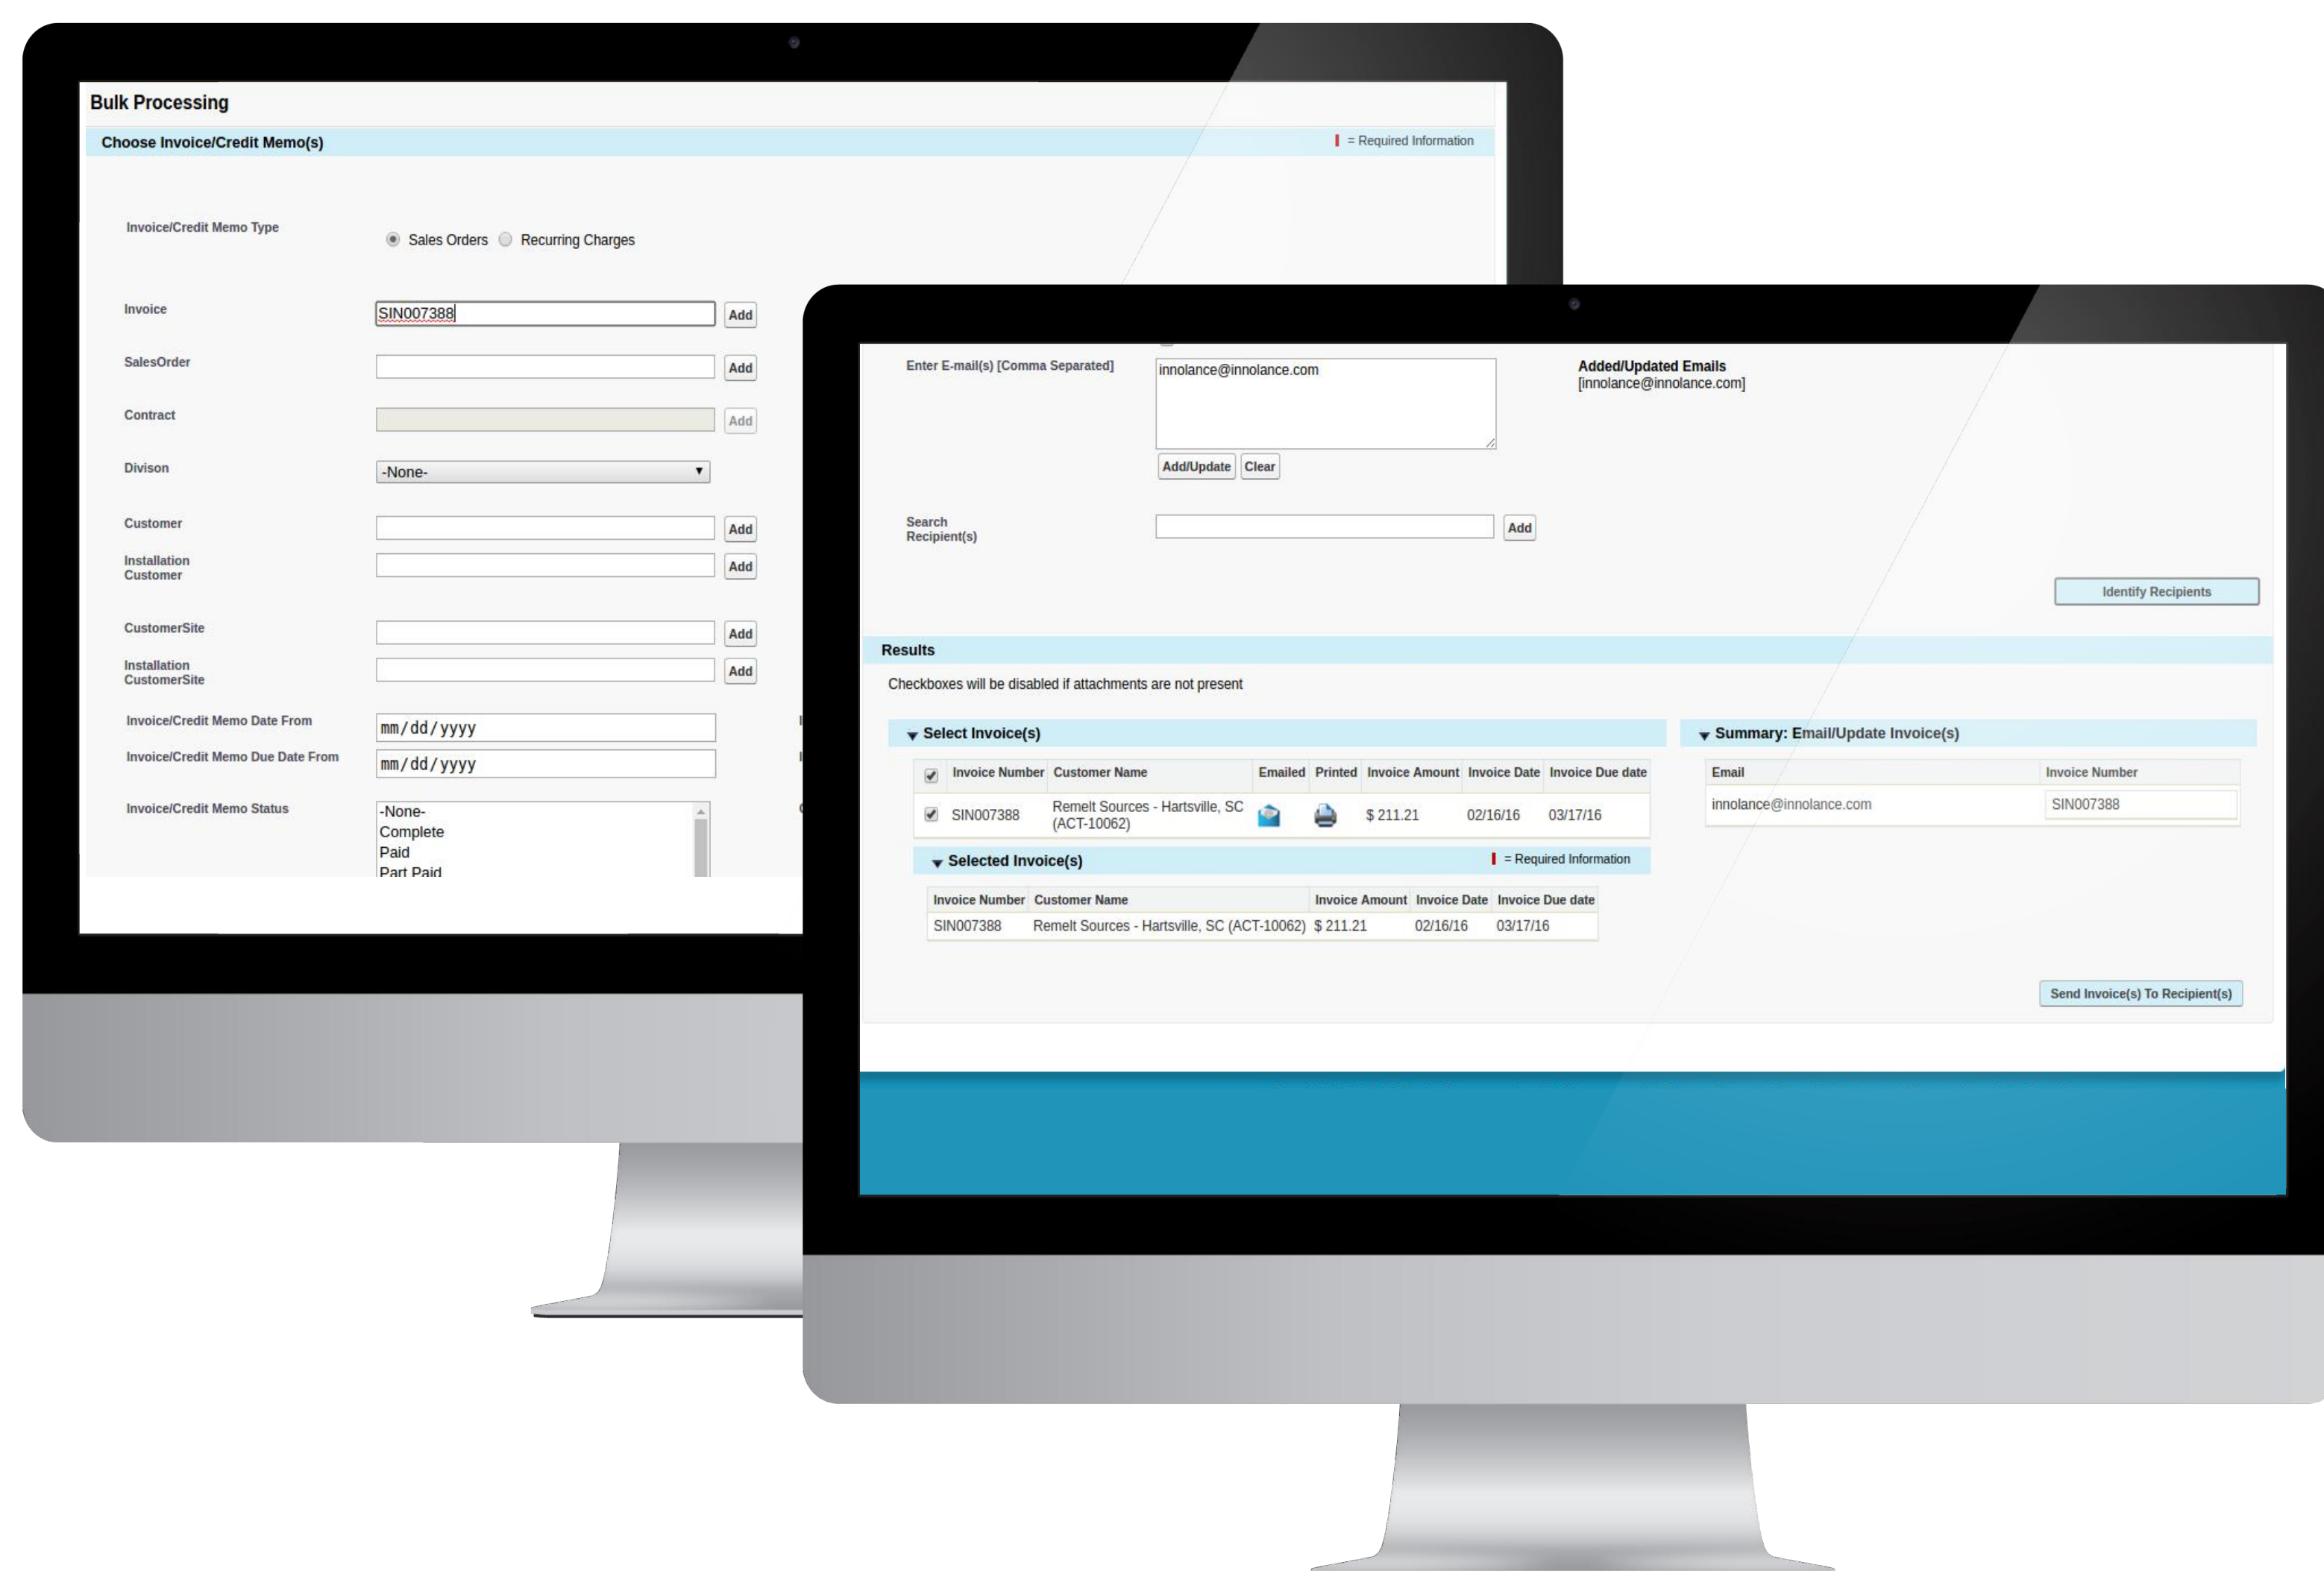 Bulk Processing
Choose Invoice/Credit Memo(s)
= Required Information
Invoice/Credit Memo Type
Sales Orders Recurring Charges
Invoice SIN007388 Add
SalesOrder Add
Contract Add
Divison -None-
Customer Add
Installation
Customer Add
CustomerSite Add
Installation
CustomerSite Add
Invoice/Credit Memo Date From mm/dd/yyyy
Invoice/Credit Memo Due Date From mm/dd/yyyy
Invoice/Credit Memo Status -None-
Complete
Paid
Part Paid
Enter E-mail(s) [Comma Separated] innolance@innolance.com
Added/Updated Emails
[innolance@innolance.com]
Add/Update Clear
Search
Recipient(s) Add
Identify Recipients
Results
Checkboxes will be disabled if attachments are not present
Select Invoice(s)
Invoice Number Customer Name Emailed Printed Invoice Amount Invoice Date Invoice Due date
SIN007388 Remelt Sources - Hartsville, SC
(ACT-10062) $ 211.21 02/16/16 03/17/16
Selected Invoice(s) = Required Information
Invoice Number Customer Name Invoice Amount Invoice Date Invoice Due date
SIN007388 Remelt Sources - Hartsville, SC (ACT-10062) $ 211.21 02/16/16 03/17/16
Summary: Email/Update Invoice(s)
Email Invoice Number
innolance@innolance.com SIN007388
Send Invoice(s) To Recipient(s)